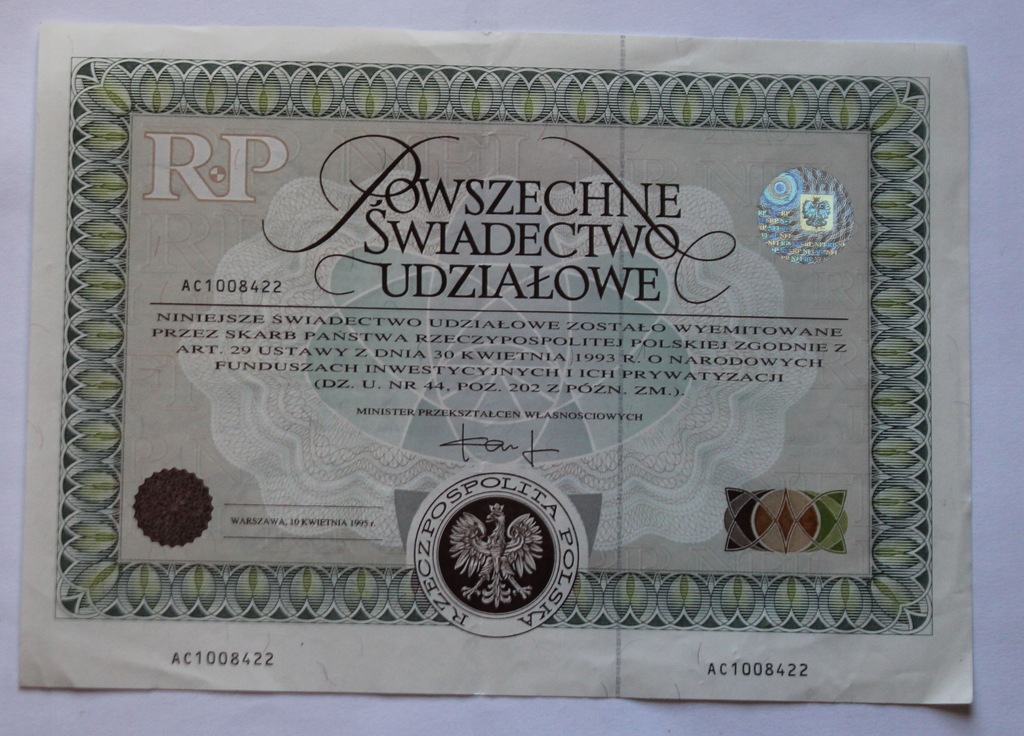 RP
POWSZECHNE
ŚWIADECTWO
UDZIAŁOWE
AC1008422
NINIEJSZE ŚWIADECTWO UDZIAŁOWE ZOSTAŁO WYEMITOWANE
PRZEZ SKARB PAŃSTWA RZECZYPOSPOLITEJ POLSKIEJ ZGODNIE Z
ART. 29 USTAWY Z DNIA 30 KWIETNIA 1993 R. O NARODOWYCH
FUNDUSZACH INWESTYCYJNYCH I ICH PRYWATYZACJI
(DZ. U. NR 44, POZ. 202 Z PÓŹN. ZM.).
MINISTER PRZEKSZTAŁCEŃ WŁASNOŚCIOWYCH
WARSZAWA, 10 KWIETNIA 1995 r.
RZECZPOSPOLITA POLSKA
AC1008422
AC1008422